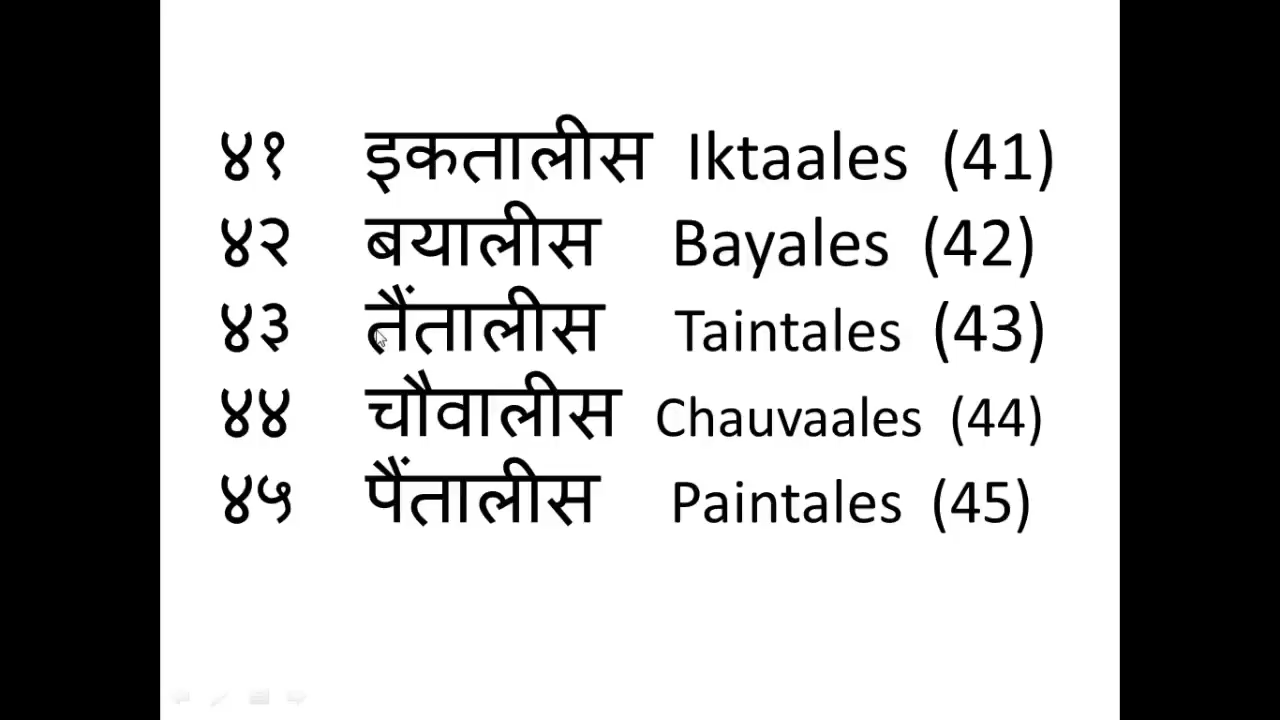 ४१ इकतालीस Iktaales (41)
४२ बयालीस Bayales (42)
४३ तैंतालीस Taintales (43)
४४ चौवालीस Chauvaales (44)
४५ पैंतालीस Paintales (45)